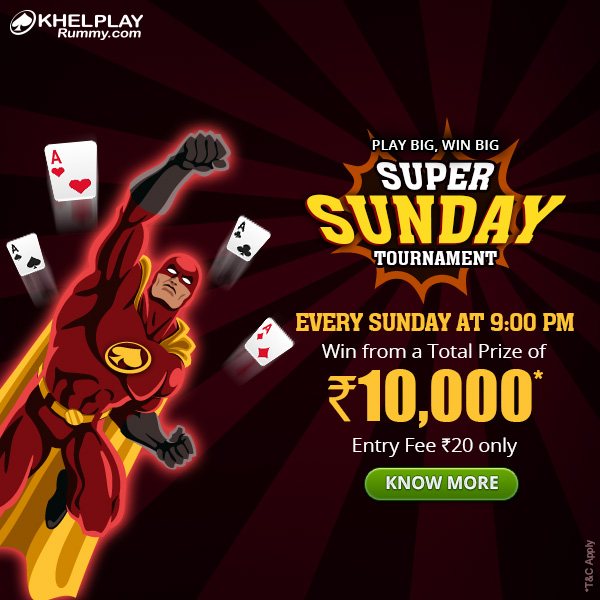 KHELPLAY
Rummy.com
PLAY BIG, WIN BIG
SUPER
SUNDAY
TOURNAMENT
EVERY SUNDAY AT 9:00 PM
Win from a Total Prize of
₹10,000*
Entry Fee ₹20 only
KNOW MORE
A
A
A
A
*T&C Apply